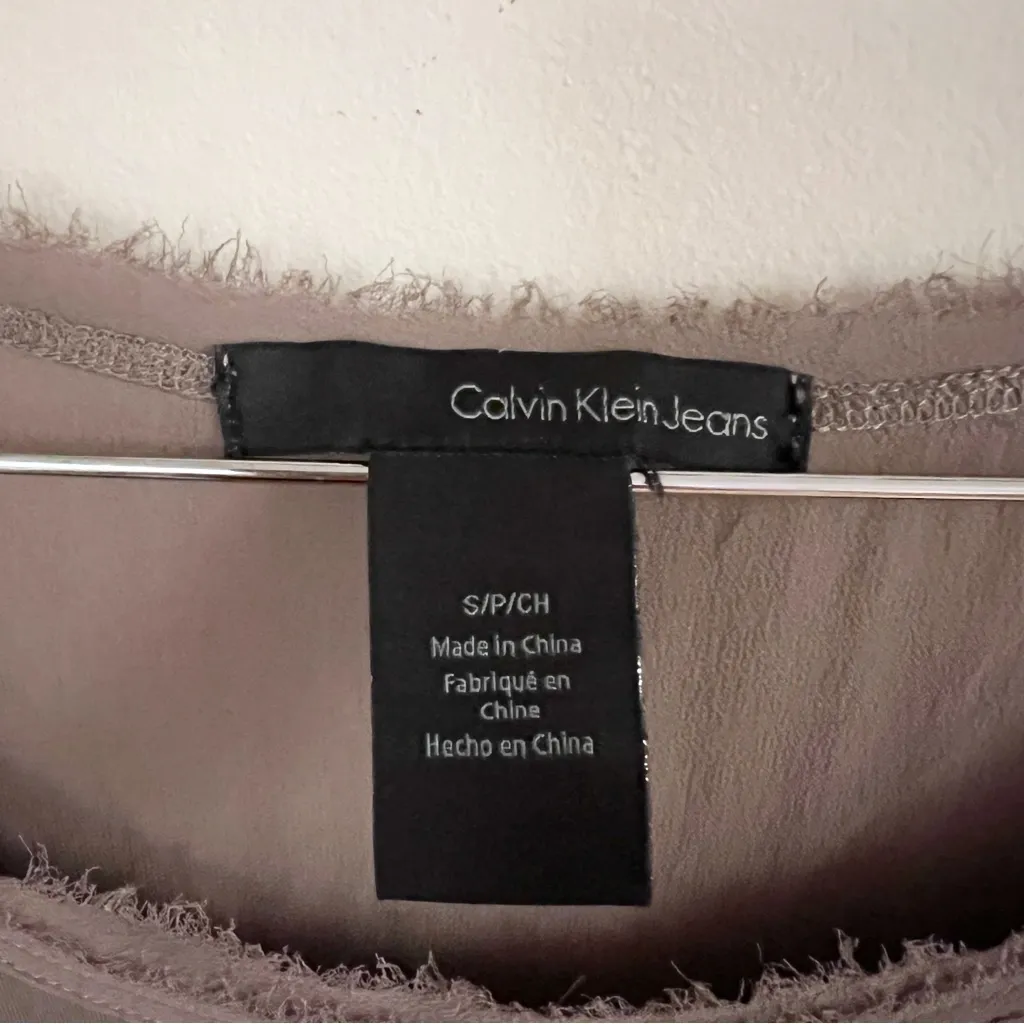 Calvin Klein Jeans
S/P/CH
Made in China
Fabriqué en
Chine
Hecho en China